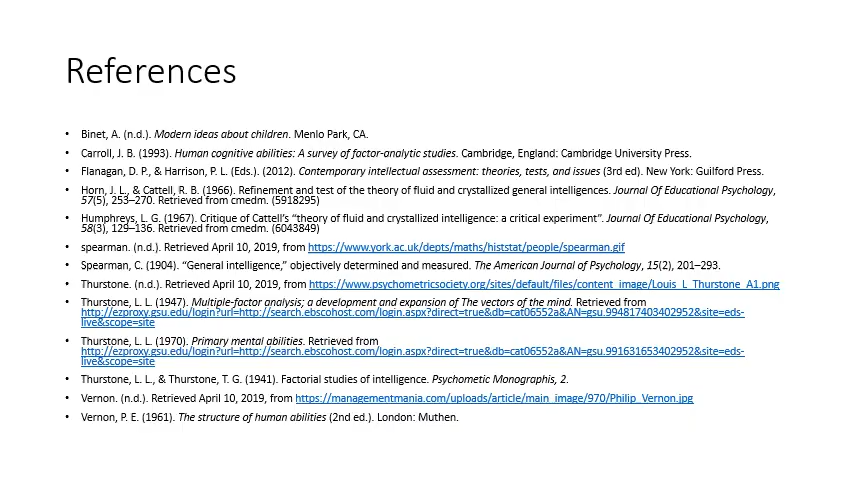 References
• Binet, A. (n.d.). Modern ideas about children. Menlo Park, CA.
• Carroll, J. B. (1993). Human cognitive abilities: A survey of factor-analytic studies. Cambridge, England: Cambridge University Press.
• Flanagan, D. P., & Harrison, P. L. (Eds.). (2012). Contemporary intellectual assessment: theories, tests, and issues (3rd ed). New York: Guilford Press.
• Horn, J. L., & Cattell, R. B. (1966). Refinement and test of the theory of fluid and crystallized general intelligences. Journal Of Educational Psychology,
57(5), 253–270. Retrieved from cmedm. (5918295)
• Humphreys, L. G. (1967). Critique of Cattell's “theory of fluid and crystallized intelligence: a critical experiment”. Journal Of Educational Psychology,
58(3), 129–136. Retrieved from cmedm. (6043849)
• spearman. (n.d.). Retrieved April 10, 2019, from https://www.york.ac.uk/depts/maths/histstat/people/spearman.gif
• Spearman, C. (1904). “General intelligence,” objectively determined and measured. The American Journal of Psychology, 15(2), 201–293.
• Thurstone. (n.d.). Retrieved April 10, 2019, from https://www.psychometricsociety.org/sites/default/files/content_image/Louis_L_Thurstone_A1.png
• Thurstone, L. L. (1947). Multiple-factor analysis; a development and expansion of The vectors of the mind. Retrieved from
http://ezproxy.gsu.edu/login?url=http://search.ebscohost.com/login.aspx?direct=true&db=cat06552a&AN=gsu.994817403402952&site=eds-
live&scope=site
• Thurstone, L. L. (1970). Primary mental abilities. Retrieved from
http://ezproxy.gsu.edu/login?url=http://search.ebscohost.com/login.aspx?direct=true&db=cat06552a&AN=gsu.991631653402952&site=eds-
live&scope=site
• Thurstone, L. L., & Thurstone, T. G. (1941). Factorial studies of intelligence. Psychometic Monographis, 2.
• Vernon. (n.d.). Retrieved April 10, 2019, from https://managementmania.com/uploads/article/main_image/970/Philip_Vernon.jpg
• Vernon, P. E. (1961). The structure of human abilities (2nd ed.). London: Muthen.